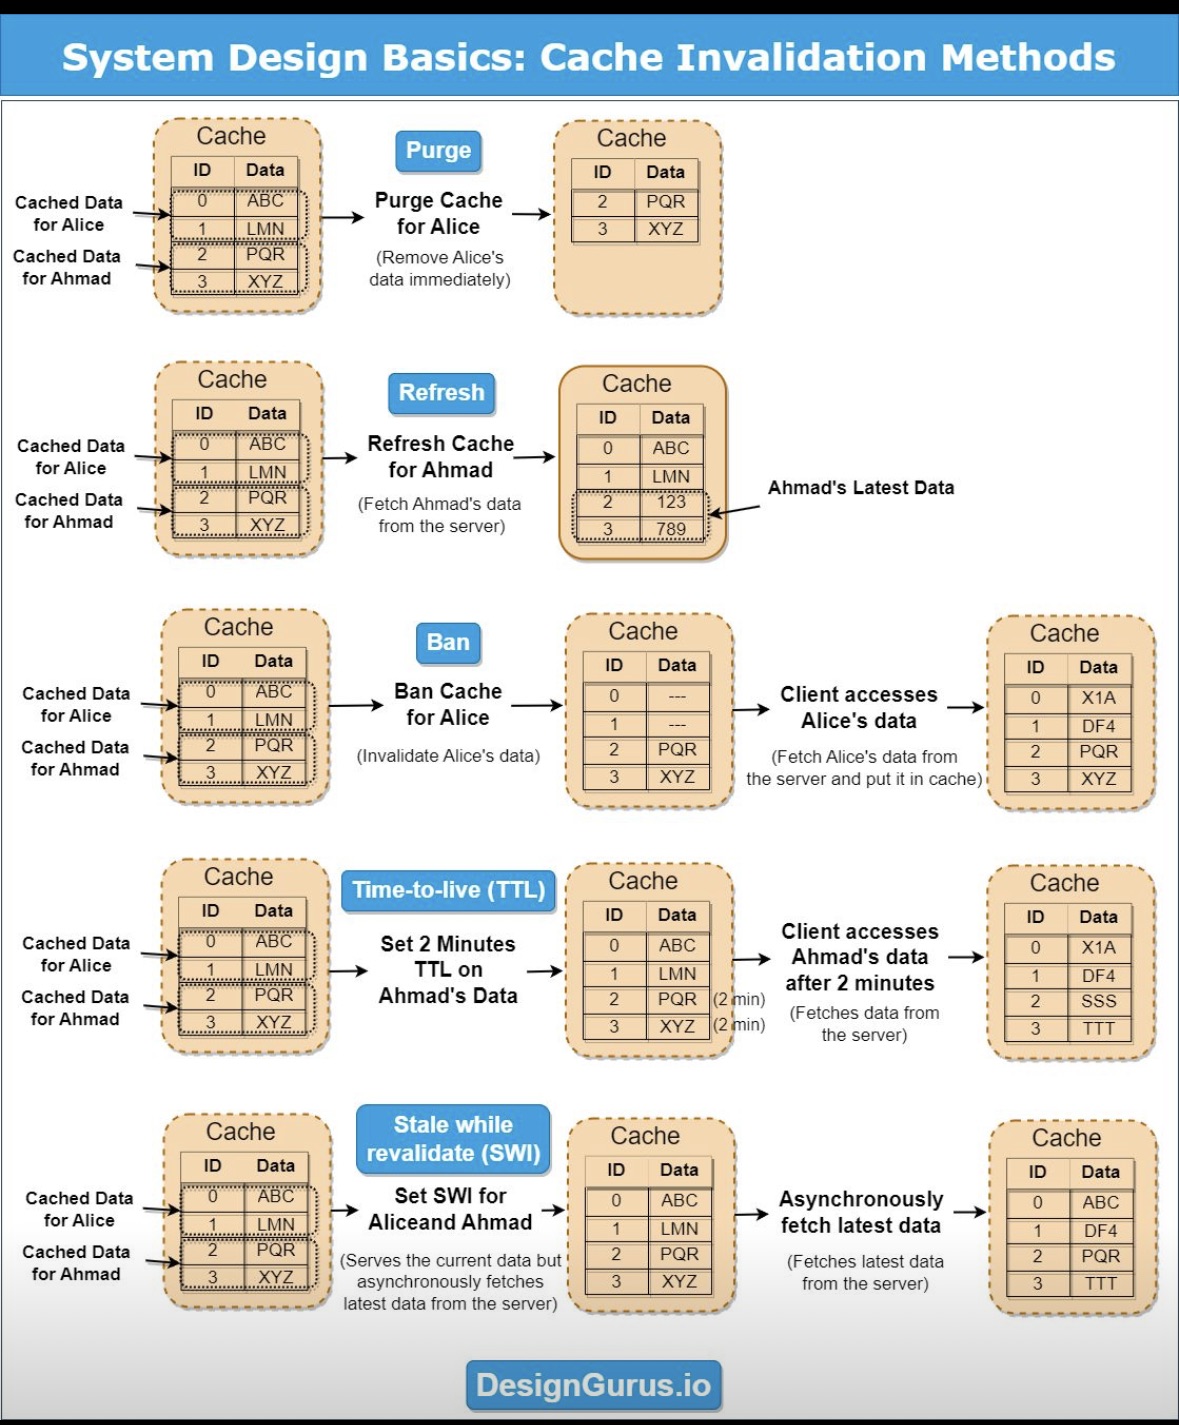 System Design Basics: Cache Invalidation Methods
Cache
ID Data
0 ABC
1 LMN
2 PQR
3 XYZ
Cached Data
for Alice
Cached Data
for Ahmad
Purge
Purge Cache
for Alice
(Remove Alice's
data immediately)
Cache
ID Data
2 PQR
3 XYZ
Cache
ID Data
0 ABC
1 LMN
2 PQR
3 XYZ
Cached Data
for Alice
Cached Data
for Ahmad
Refresh
Refresh Cache
for Ahmad
(Fetch Ahmad's data
from the server)
Cache
ID Data
0 ABC
1 LMN
2 123
3 789
Ahmad's Latest Data
Cache
ID Data
0 ABC
1 LMN
2 PQR
3 XYZ
Cached Data
for Alice
Cached Data
for Ahmad
Ban
Ban Cache
for Alice
(Invalidate Alice's data)
Cache
ID Data
0 ---
1 ---
2 PQR
3 XYZ
Client accesses
Alice's data
(Fetch Alice's data from
the server and put it in cache)
Cache
ID Data
0 X1A
1 DF4
2 PQR
3 XYZ
Cache
ID Data
0 ABC
1 LMN
2 PQR
3 XYZ
Cached Data
for Alice
Cached Data
for Ahmad
Time-to-live (TTL)
Set 2 Minutes
TTL on
Ahmad's Data
Cache
ID Data
0 ABC
1 LMN
2 PQR (2 min)
3 XYZ (2 min)
Client accesses
Ahmad's data
after 2 minutes
(Fetches data from
the server)
Cache
ID Data
0 X1A
1 DF4
2 SSS
3 TTT
Cache
ID Data
0 ABC
1 LMN
2 PQR
3 XYZ
Cached Data
for Alice
Cached Data
for Ahmad
Stale while
revalidate (SWI)
Set SWI for
Aliceand Ahmad
(Serves the current data but
asynchronously fetches
latest data from the server)
Cache
ID Data
0 ABC
1 LMN
2 PQR
3 XYZ
Asynchronously
fetch latest data
(Fetches latest data
from the server)
Cache
ID Data
0 ABC
1 DF4
2 PQR
3 TTT
DesignGurus.io